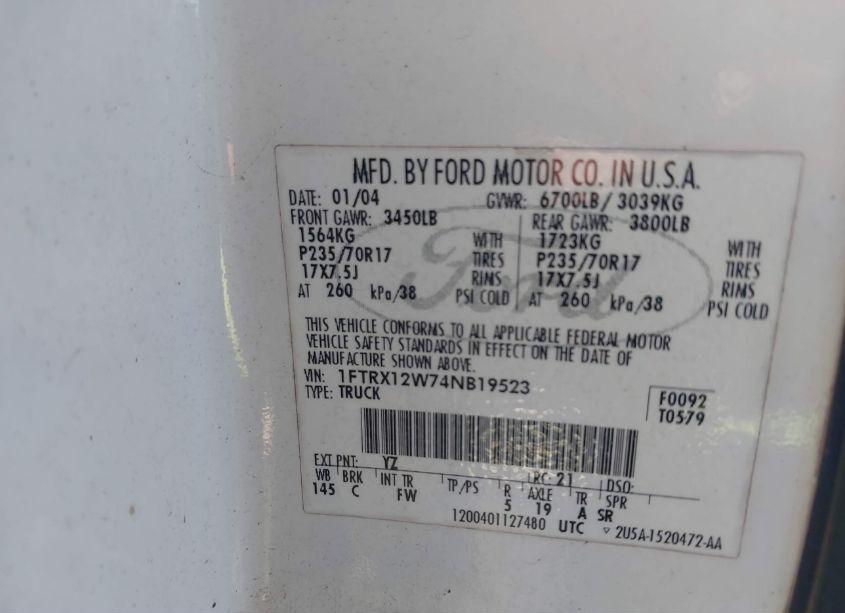 MFD. BY FORD MOTOR CO. IN U.S.A.
DATE: 01/04 GVWR: 6700LB/ 3039KG
FRONT GAWR: 3450LB REAR GAWR: 3800LB
1564KG WITH 1723KG WITH
P235/70R17 TIRES P235/70R17 TIRES
17X7.5J RIMS 17X7.5J RIMS
AT 260 kPa/38 PSI COLD AT 260 kPa/38 PSI COLD
Ford
THIS VEHICLE CONFORMS TO ALL APPLICABLE FEDERAL MOTOR
VEHICLE SAFETY STANDARDS IN EFFECT ON THE DATE OF
MANUFACTURE SHOWN ABOVE.
VIN: 1FTRX12W74NB19523
TYPE: TRUCK
F0092
T0579
EXT PNT: YZ RC: 21 DSO:
WB BRK INT TR TP/PS R AXLE TR SPR
145 C FW 5 19 A SR
1200401127480 UTC ▽ 2U5A-1520472-AA